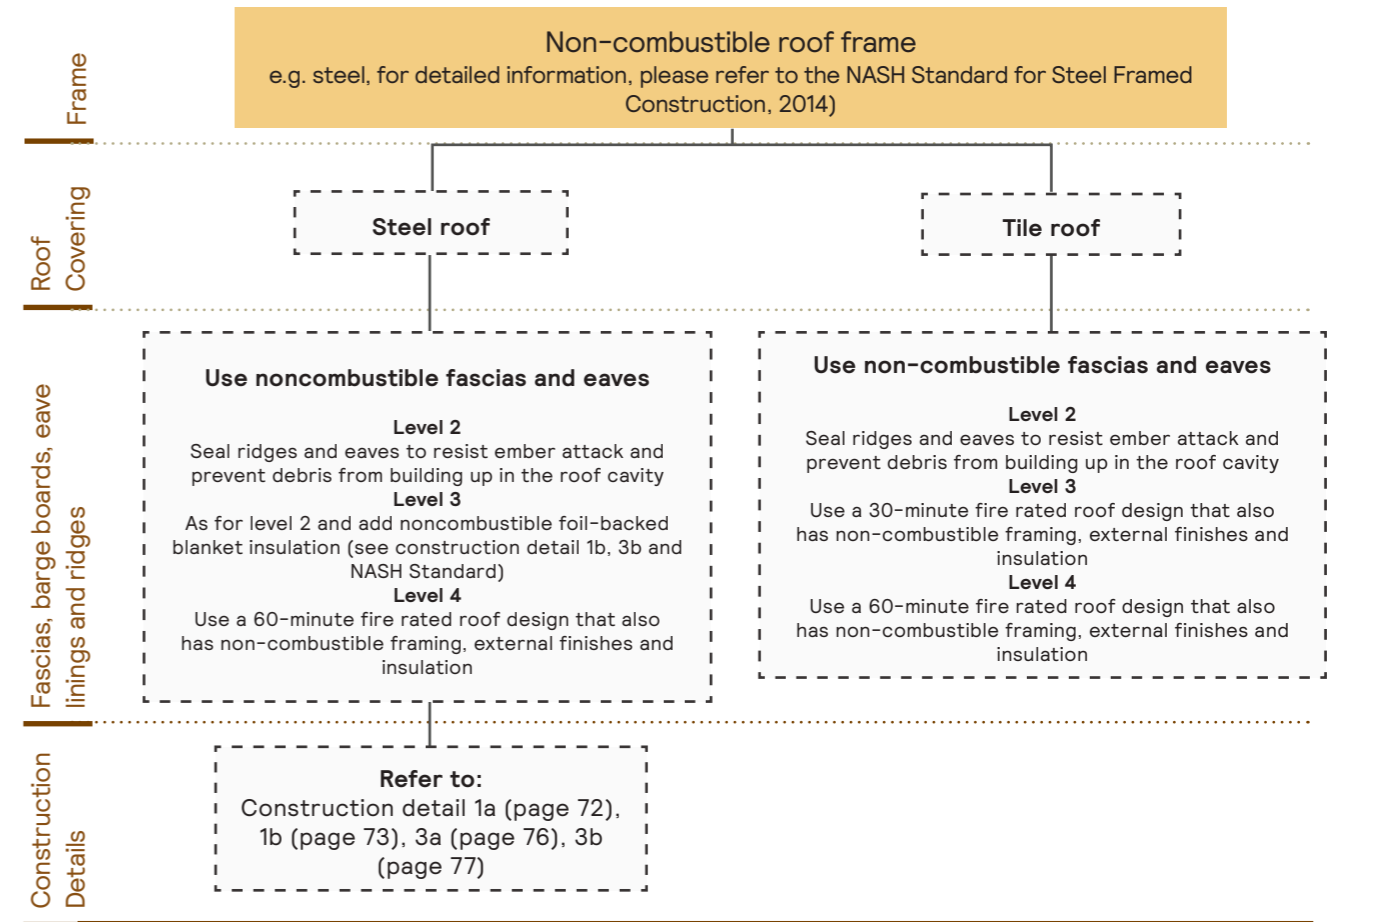 Frame
Non-combustible roof frame
e.g. steel, for detailed information, please refer to the NASH Standard for Steel Framed
Construction, 2014)
Roof
Covering
Steel roof
Tile roof
Fascias, barge boards, eave
linings and ridges
Use noncombustible fascias and eaves
Level 2
Seal ridges and eaves to resist ember attack and
prevent debris from building up in the roof cavity
Level 3
As for level 2 and add noncombustible foil-backed
blanket insulation (see construction detail 1b, 3b and
NASH Standard)
Level 4
Use a 60-minute fire rated roof design that also
has non-combustible framing, external finishes and
insulation
Use non-combustible fascias and eaves
Level 2
Seal ridges and eaves to resist ember attack and
prevent debris from building up in the roof cavity
Level 3
Use a 30-minute fire rated roof design that also
has non-combustible framing, external finishes and
insulation
Level 4
Use a 60-minute fire rated roof design that also
has non-combustible framing, external finishes and
insulation
Construction
Details
Refer to:
Construction detail 1a (page 72),
1b (page 73), 3a (page 76), 3b
(page 77)